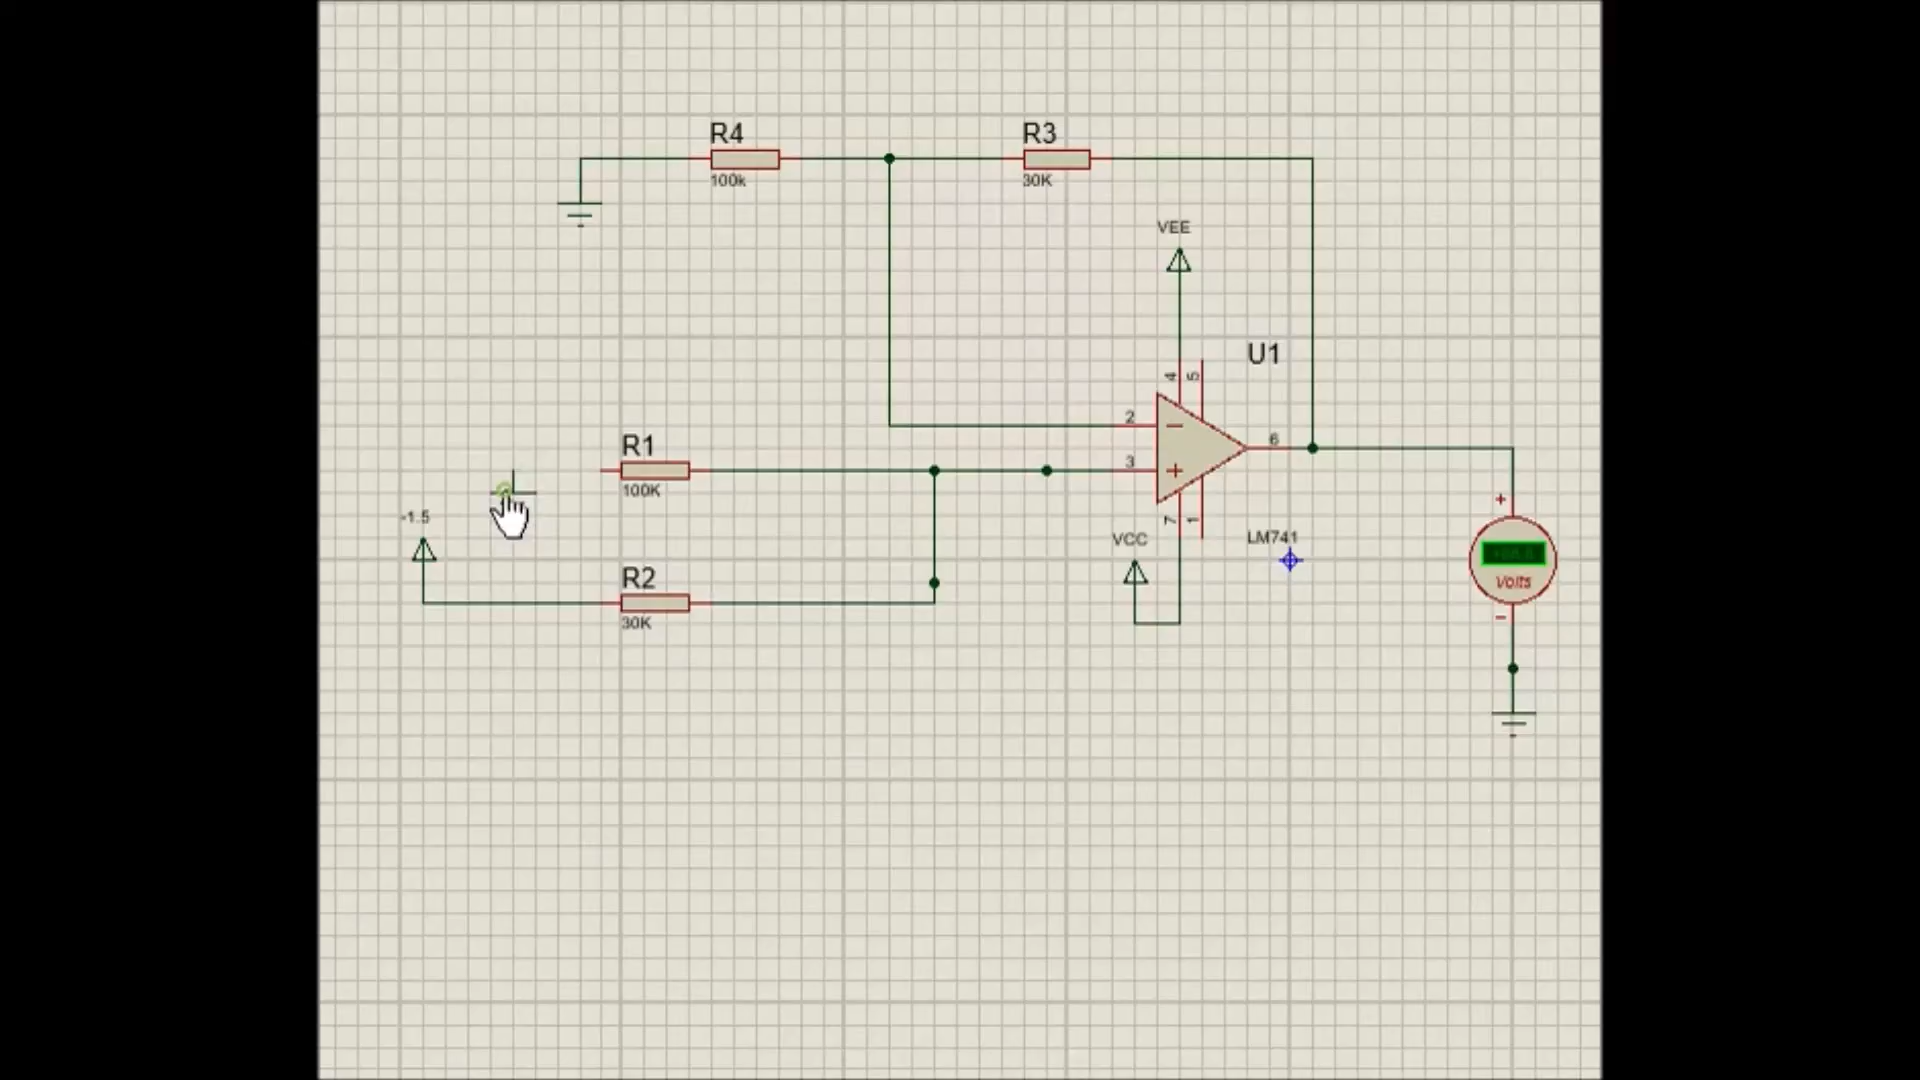 R4
R3
100k
30K
VEE
U1
4
5
2
6
R1
3
100K
-1.5
7
1
LM741
VCC
R2
30K
+
Volts
−